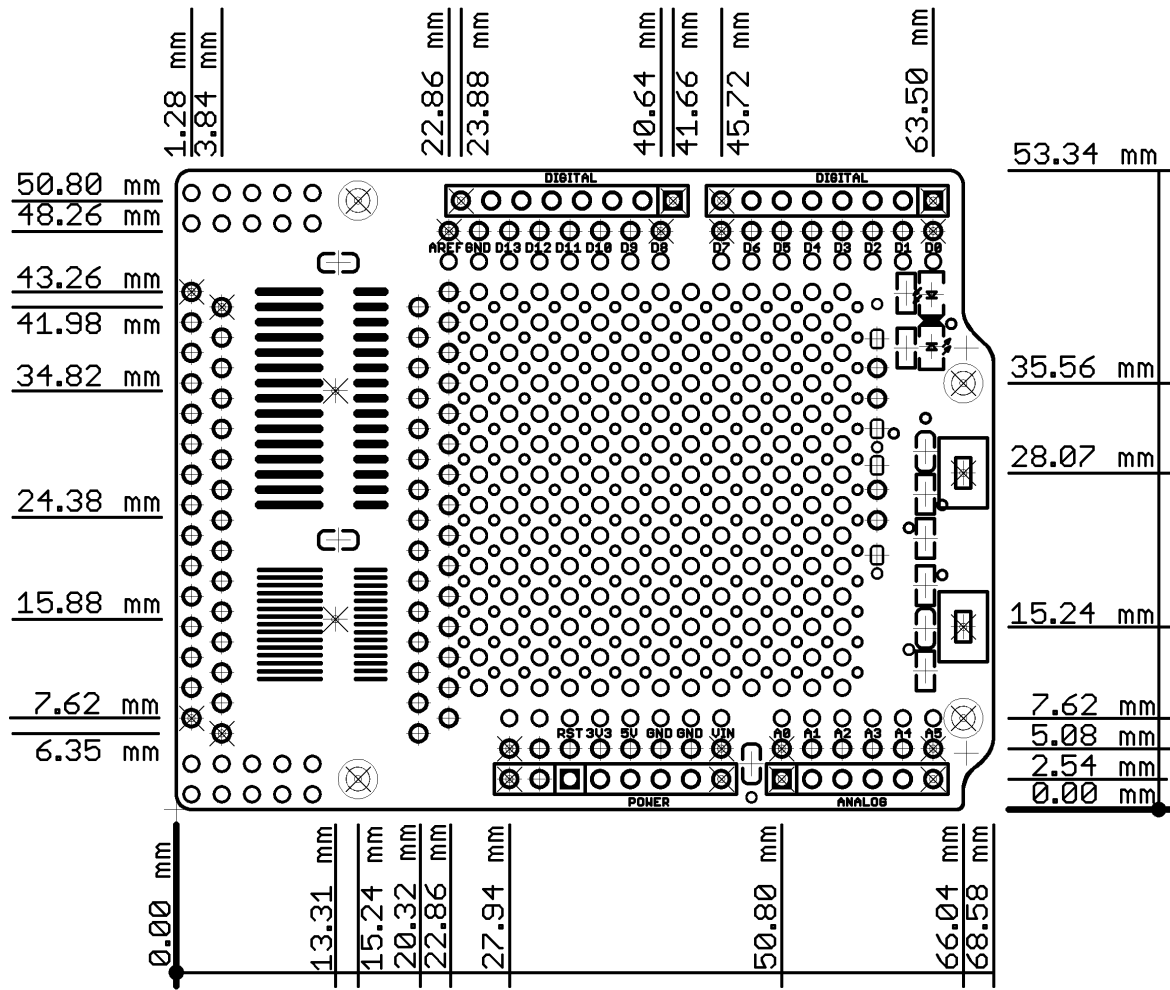 1.28 mm
3.84 mm
22.86 mm
23.88 mm
40.64 mm
41.66 mm
45.72 mm
63.50 mm
53.34 mm
50.80 mm
48.26 mm
43.26 mm
41.98 mm
34.82 mm
24.38 mm
15.88 mm
7.62 mm
6.35 mm
DIGITAL DIGITAL
AREF GND D13 D12 D11 D10 D9 D8 D7 D6 D5 D4 D3 D2 D1 D0
35.56 mm
28.07 mm
15.24 mm
7.62 mm
5.08 mm
2.54 mm
0.00 mm
RST 3V3 5V GND GND VIN A0 A1 A2 A3 A4 A5
POWER ANALOG
0.00 mm
13.31 mm
15.24 mm
20.32 mm
22.86 mm
27.94 mm
50.80 mm
66.04 mm
68.58 mm